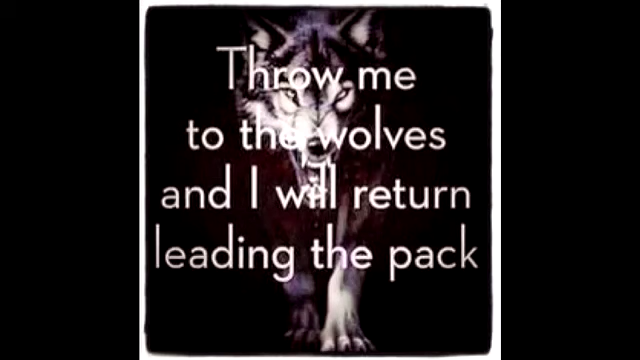 Throw me
to the wolves
and I will return
leading the pack